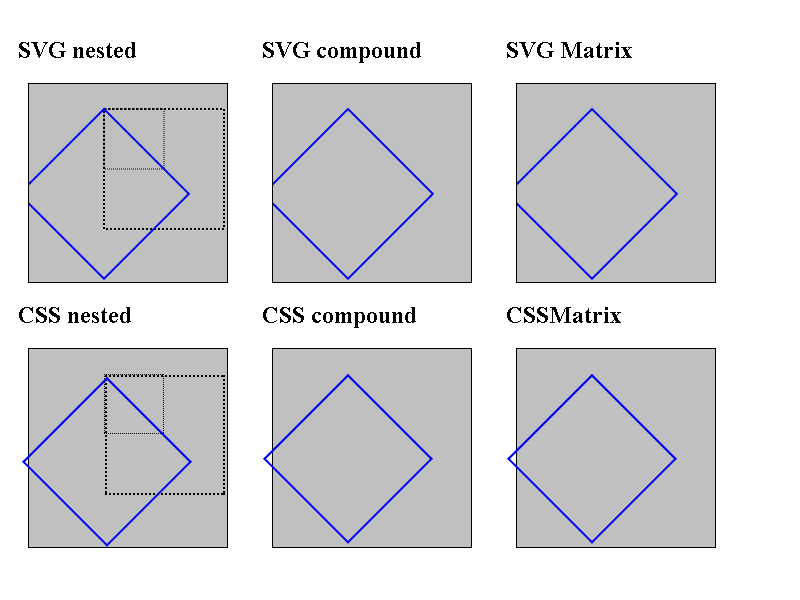 SVG nested
SVG compound
SVG Matrix
CSS nested
CSS compound
CSSMatrix